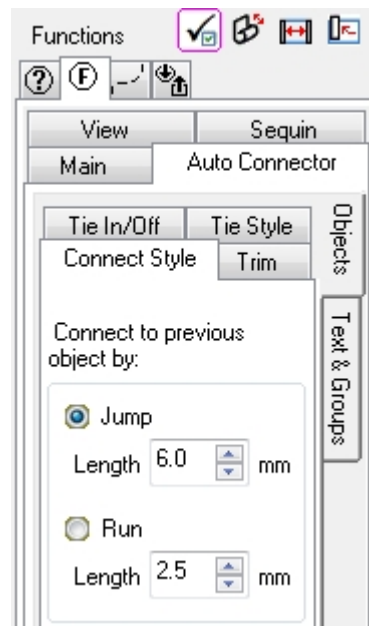 Functions
? F
View Sequin
Main Auto Connector
Tie In/Off Tie Style
Connect Style Trim
Objects
Text & Groups
Connect to previous
object by:
Jump
Length 6.0 mm
Run
Length 2.5 mm